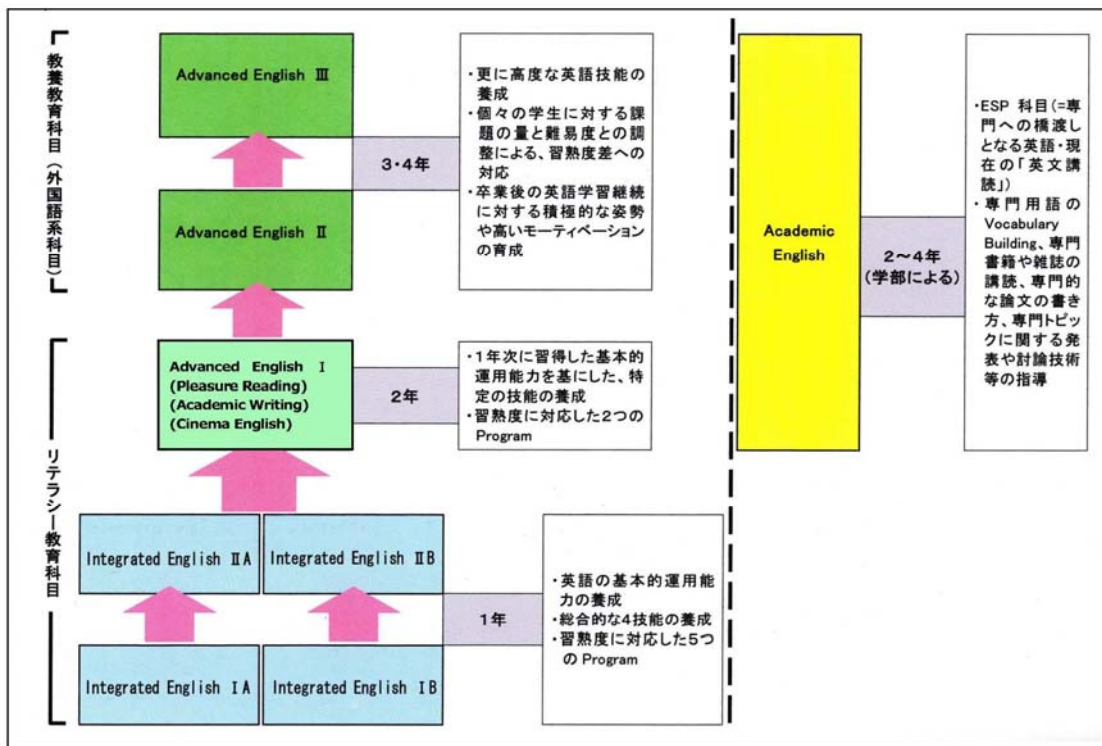 教養教育科目（外国語系科目）
Advanced English Ⅲ
3・4年
・更に高度な英語技能の
養成
・個々の学生に対する課
題の量と難易度との調
整による、習熟度差への
対応
・卒業後の英語学習継続
に対する積極的な姿勢
や高いモーティベーション
の育成
Advanced English Ⅱ
リテラシー教育科目
Advanced English Ⅰ
(Pleasure Reading)
(Academic Writing)
(Cinema English)
2年
・1年次に習得した基本的
運用能力を基にした、特
定の技能の養成
・習熟度に対応した2つの
Program
Integrated English ⅡA
Integrated English ⅡB
Integrated English ⅠA
Integrated English ⅠB
1年
・英語の基本的運用能
力の養成
・総合的な4技能の養成
・習熟度に対応した5つ
のProgram
Academic
English
2～4年
(学部による)
・ESP 科目(=専
門への橋渡し
となる英語・現
在の「英文講
読」)
・専門用語の
Vocabulary
Building、専門
書籍や雑誌の
講読、専門的
な論文の書き
方、専門トピッ
クに関する発
表や討論技術
等の指導